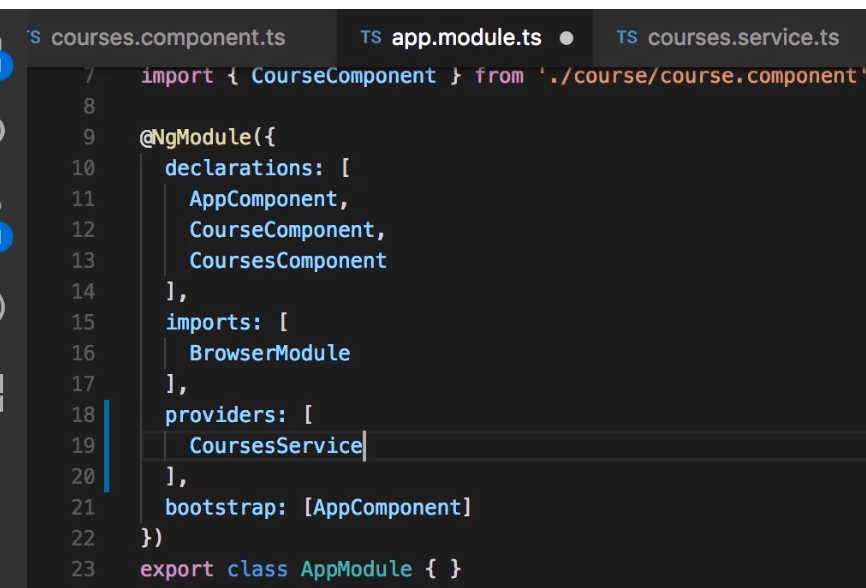 TS courses.component.ts TS app.module.ts TS courses.service.ts
7 import { CourseComponent } from './course/course.component'
8
9 @NgModule({
10 declarations: [
11 AppComponent,
12 CourseComponent,
13 CoursesComponent
14 ],
15 imports: [
16 BrowserModule
17 ],
18 providers: [
19 CoursesService
20 ],
21 bootstrap: [AppComponent]
22 })
23 export class AppModule { }